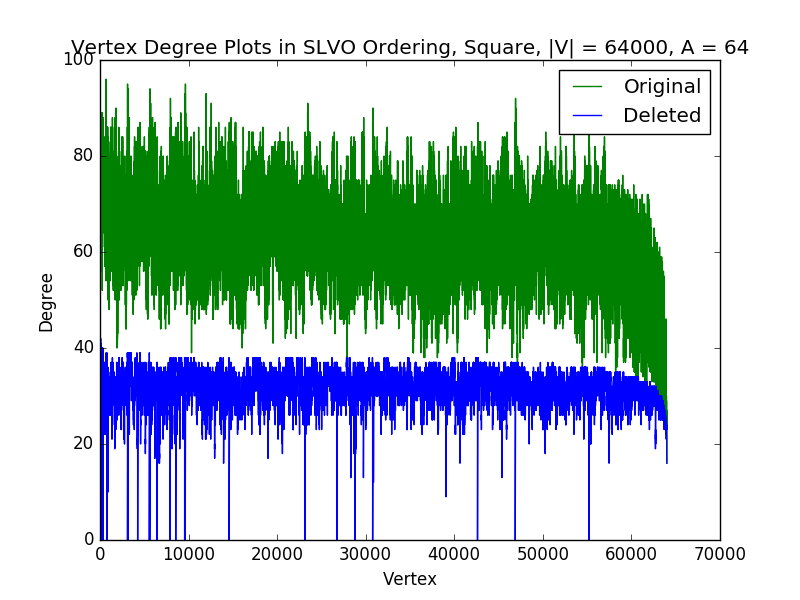 Vertex Degree Plots in SLVO Ordering, Square, |V| = 64000, A = 64
Original
Deleted
100
80
60
40
20
0
Degree
0 10000 20000 30000 40000 50000 60000 70000
Vertex